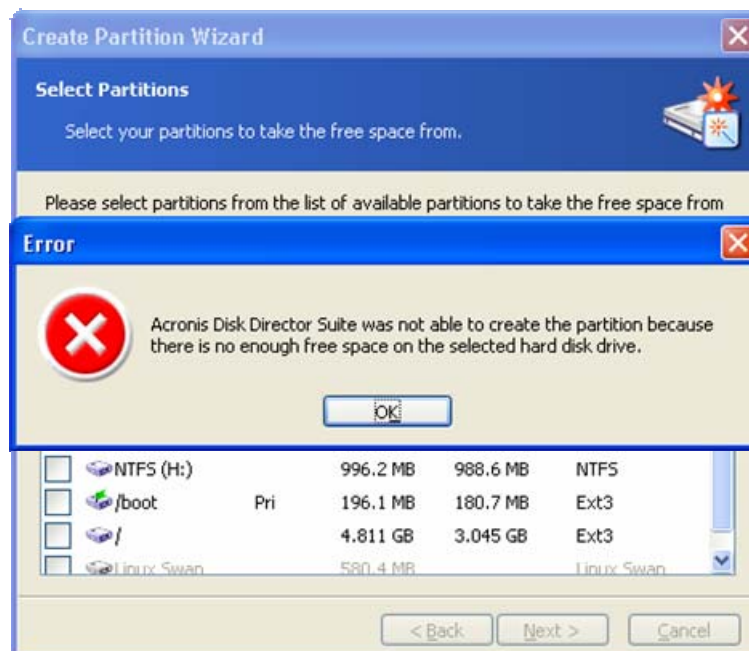 Create Partition Wizard
Select Partitions
Select your partitions to take the free space from.
Please select partitions from the list of available partitions to take the free space from
Error
Acronis Disk Director Suite was not able to create the partition because
there is no enough free space on the selected hard disk drive.
OK
NTFS (H:) 996.2 MB 988.6 MB NTFS
/boot Pri 196.1 MB 180.7 MB Ext3
/ 4.811 GB 3.045 GB Ext3
Linux Swap 580.4 MB Linux Swap
< Back Next > Cancel